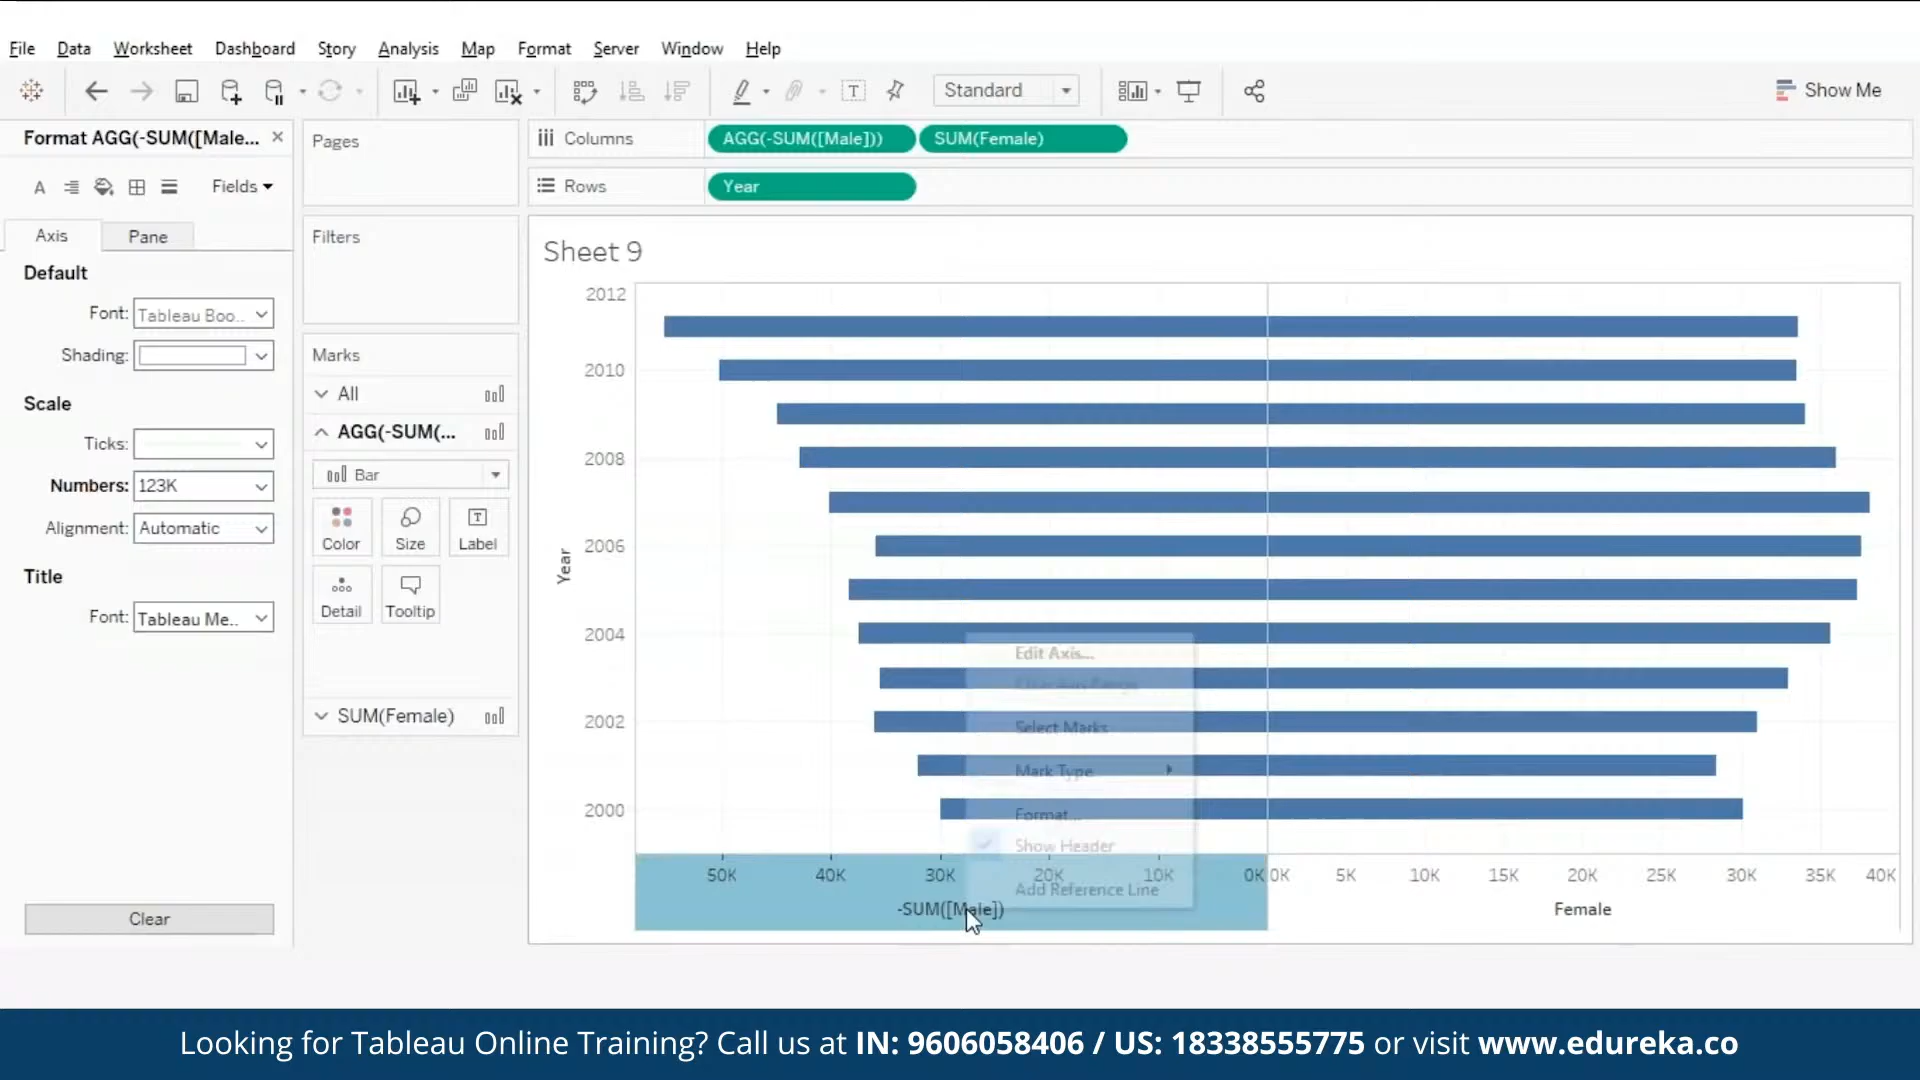 File Data Worksheet Dashboard Story Analysis Map Format Server Window Help
Standard
Show Me
Format AGG(-SUM([Male...
Fields
Axis Pane
Default
Font: Tableau Boo..
Shading:
Scale
Ticks:
Numbers: 123K
Alignment: Automatic
Title
Font: Tableau Me..
Clear
Pages
Filters
Marks
All
AGG(-SUM(...
Bar
Color Size Label
Detail Tooltip
SUM(Female)
Columns AGG(-SUM([Male])) SUM(Female)
Rows Year
Sheet 9
2012
2010
2008
2006
2004
2002
2000
Year
Edit Axis...
Select Marks
Mark Type
Format...
Show Header
Add Reference Line
50K 40K 30K 20K 10K 0K 0K 5K 10K 15K 20K 25K 30K 35K 40K
-SUM([Male]) Female
Looking for Tableau Online Training? Call us at IN: 9606058406 / US: 18338555775 or visit www.edureka.co